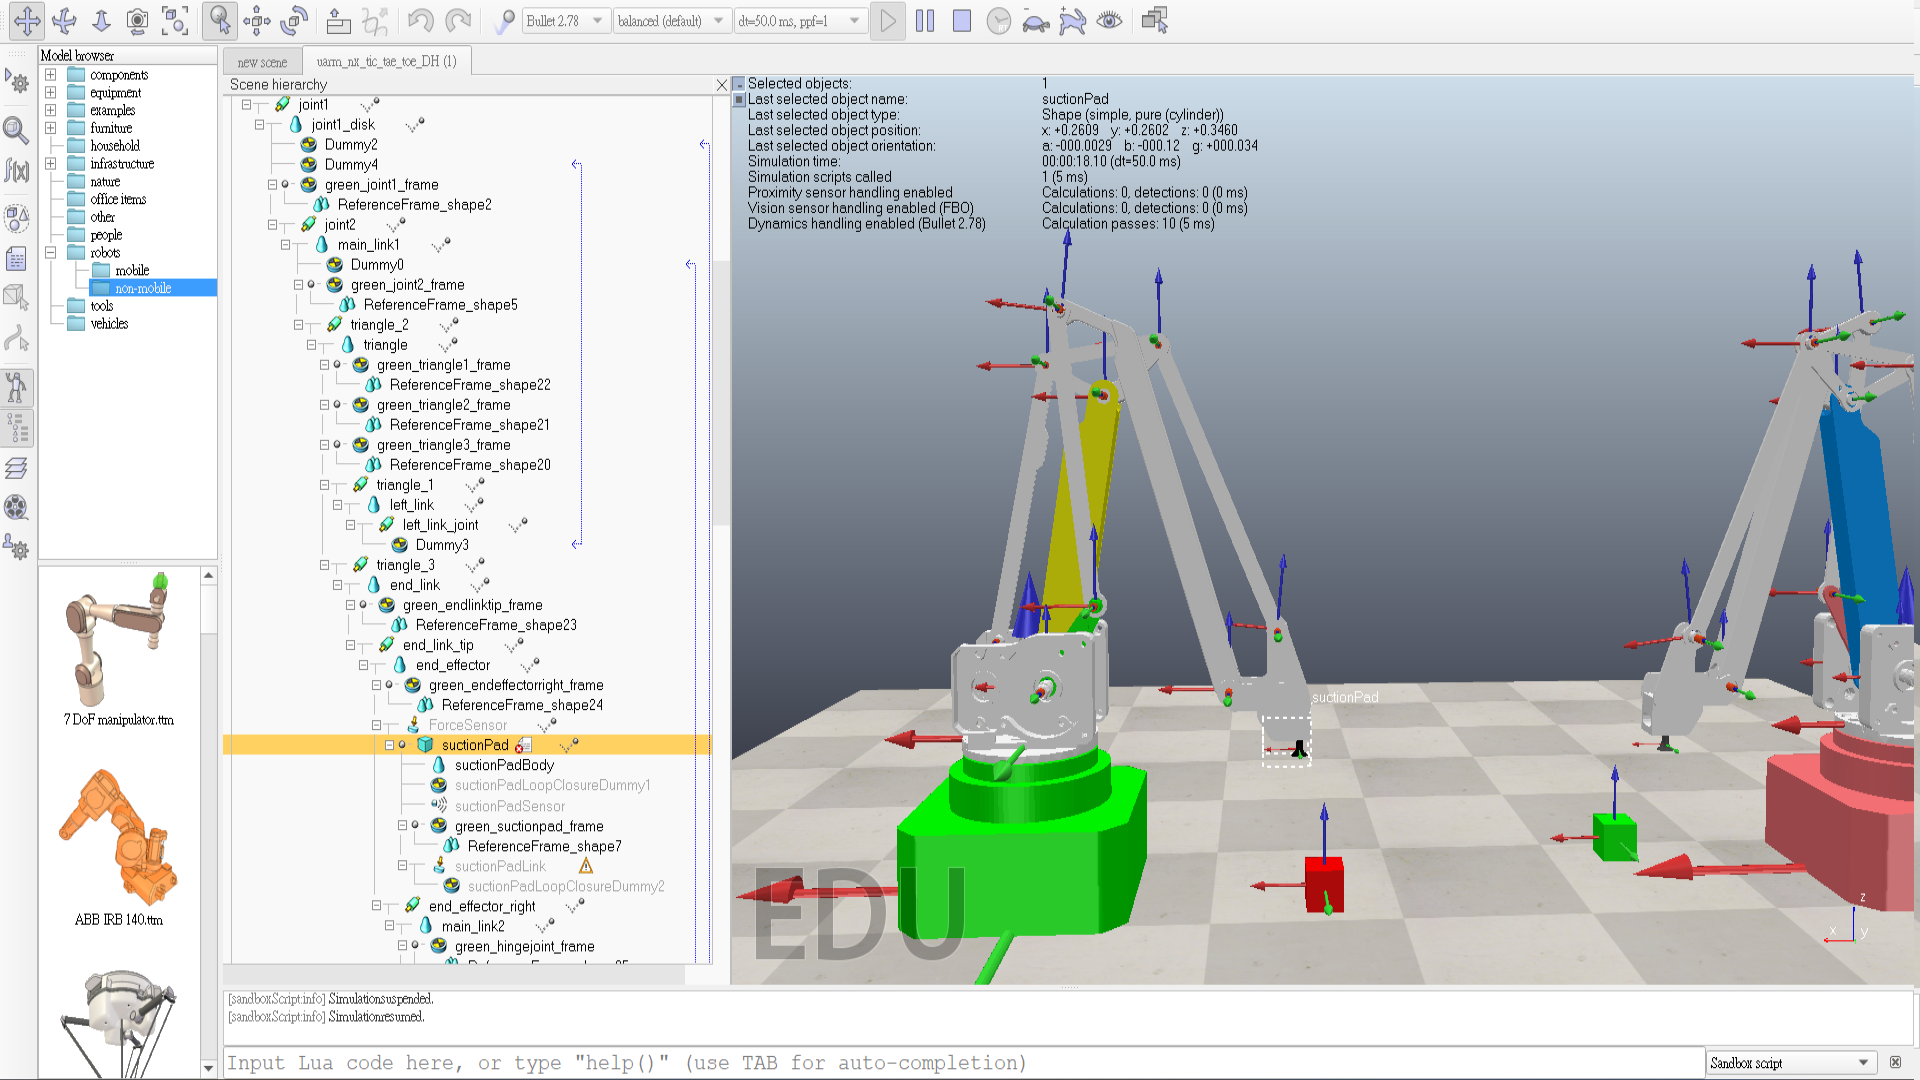 Bullet 2.78
balanced (default)
dt=50.0 ms, ppf=1
Model browser
components
equipment
examples
furniture
household
infrastructure
nature
office items
other
people
robots
mobile
non-mobile
tools
vehicles
7 DoF manipulator.ttm
ABB IRB 140.ttm
new scene
uarm_nx_tic_tae_toe_DH (1)
Scene hierarchy
joint1
joint1_disk
Dummy2
Dummy4
green_joint1_frame
ReferenceFrame_shape2
joint2
main_link1
Dummy0
green_joint2_frame
ReferenceFrame_shape5
triangle_2
triangle
green_triangle1_frame
ReferenceFrame_shape22
green_triangle2_frame
ReferenceFrame_shape21
green_triangle3_frame
ReferenceFrame_shape20
triangle_1
left_link
left_link_joint
Dummy3
triangle_3
end_link
green_endlinktip_frame
ReferenceFrame_shape23
end_link_tip
end_effector
green_endeffectorright_frame
ReferenceFrame_shape24
ForceSensor
suctionPad
suctionPadBody
suctionPadLoopClosureDummy1
suctionPadSensor
green_suctionpad_frame
ReferenceFrame_shape7
suctionPadLink
suctionPadLoopClosureDummy2
end_effector_right
main_link2
green_hingejoint_frame
Selected objects: 1
Last selected object name: suctionPad
Last selected object type: Shape (simple, pure (cylinder))
Last selected object position: x: +0.2609 y: +0.2602 z: +0.3460
Last selected object orientation: a: -000.0029 b: -000.12 g: +000.034
Simulation time: 00:00:18.10 (dt=50.0 ms)
Simulation scripts called 1 (5 ms)
Proximity sensor handling enabled Calculations: 0, detections: 0 (0 ms)
Vision sensor handling enabled (FBO) Calculations: 0, detections: 0 (0 ms)
Dynamics handling enabled (Bullet 2.78) Calculation passes: 10 (5 ms)
suctionPad
EDU
z
x
y
[sandboxScript:info] Simulationsuspended.
[sandboxScript:info] Simulationresumed.
Input Lua code here, or type "help()" (use TAB for auto-completion)
Sandbox script